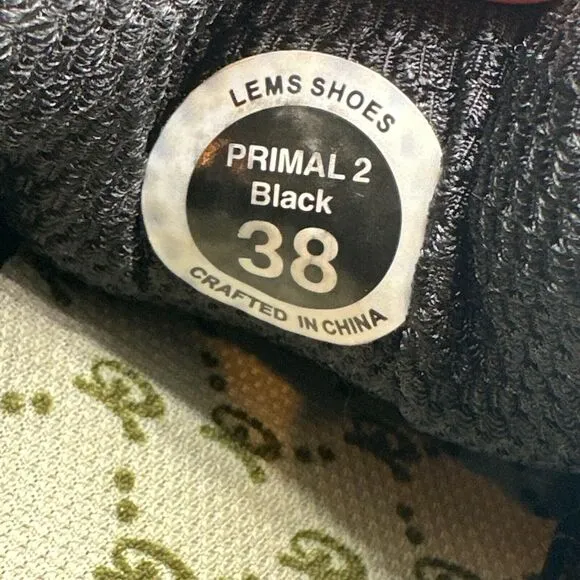 LEMS SHOES
PRIMAL 2
Black
38
CRAFTED IN CHINA